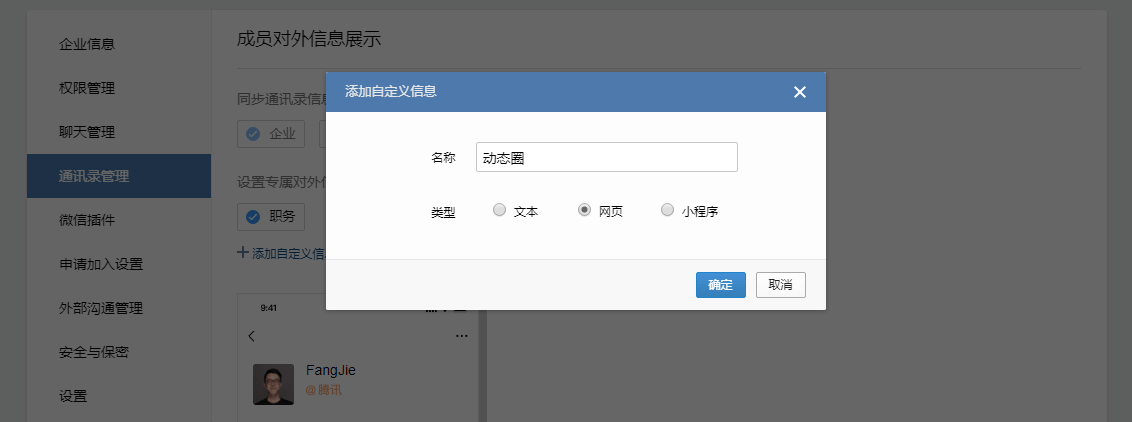 企业信息
权限管理
聊天管理
通讯录管理
微信插件
申请加入设置
外部沟通管理
安全与保密
设置
成员对外信息展示
同步通讯录信息
企业
设置专属对外信
职务
添加自定义信息
9:41
FangJie
@腾讯
添加自定义信息
名称 动态圈
类型 文本 网页 小程序
确定 取消